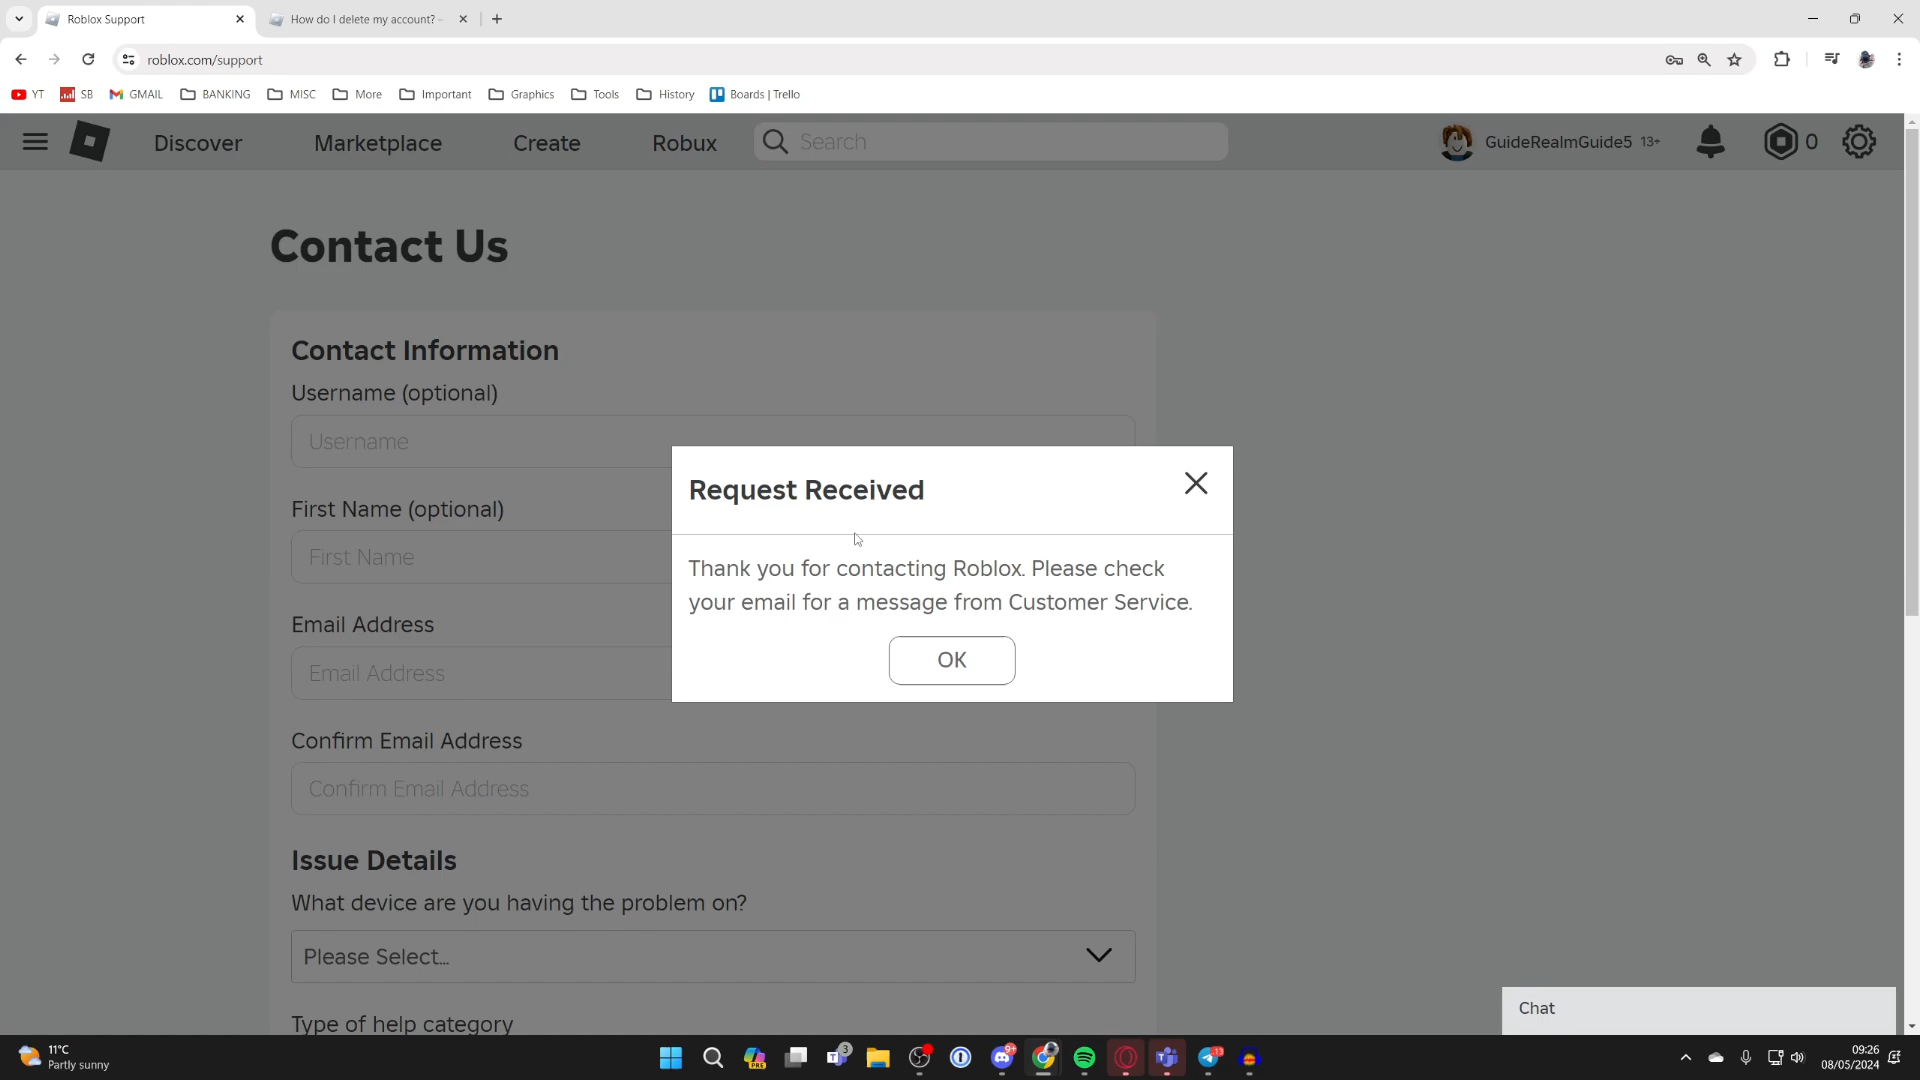 Roblox Support
How do I delete my account? –
roblox.com/support
YT
SB
GMAIL
BANKING
MISC
More
Important
Graphics
Tools
History
Boards | Trello
Discover
Marketplace
Create
Robux
Search
GuideRealmGuide5 13+
0
Contact Us
Contact Information
Username (optional)
Username
First Name (optional)
First Name
Email Address
Email Address
Confirm Email Address
Confirm Email Address
Issue Details
What device are you having the problem on?
Please Select...
Type of help category
Request Received
Thank you for contacting Roblox. Please check
your email for a message from Customer Service.
OK
Chat
11°C
Partly sunny
PRE
3
9+
13
09:26
08/05/2024